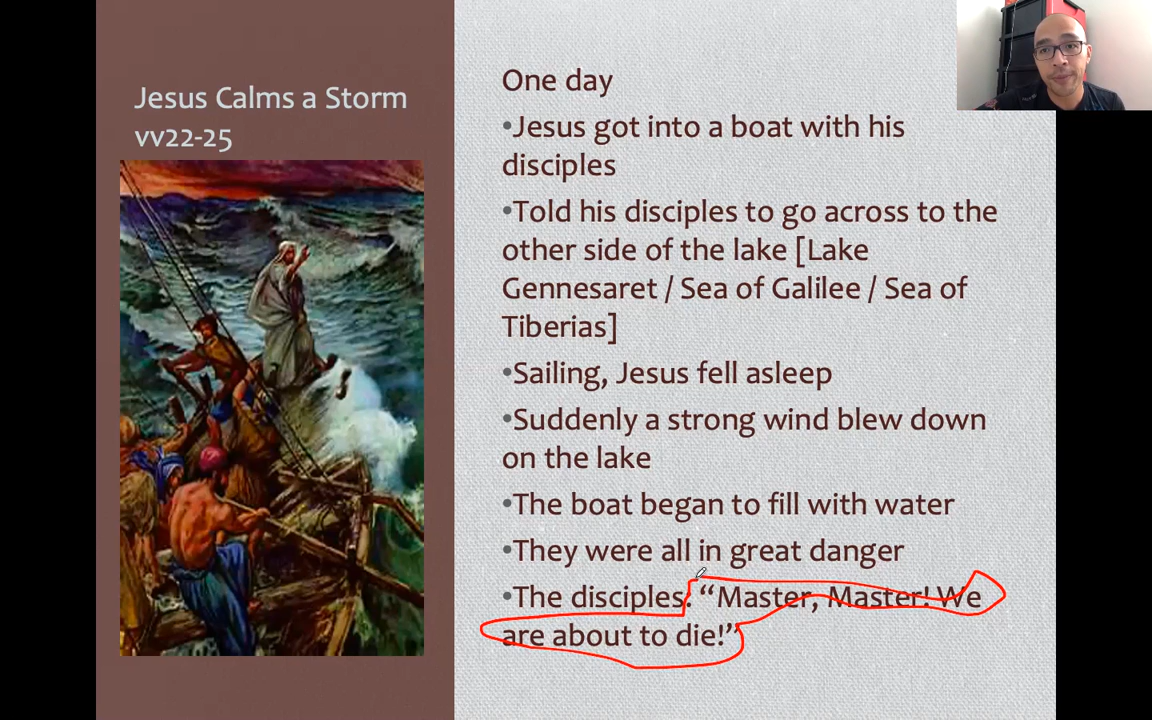 Jesus Calms a Storm
vv22-25
One day
•Jesus got into a boat with his
disciples
•Told his disciples to go across to the
other side of the lake [Lake
Gennesaret / Sea of Galilee / Sea of
Tiberias]
•Sailing, Jesus fell asleep
•Suddenly a strong wind blew down
on the lake
•The boat began to fill with water
•They were all in great danger
•The disciples: “Master, Master! We
are about to die!”